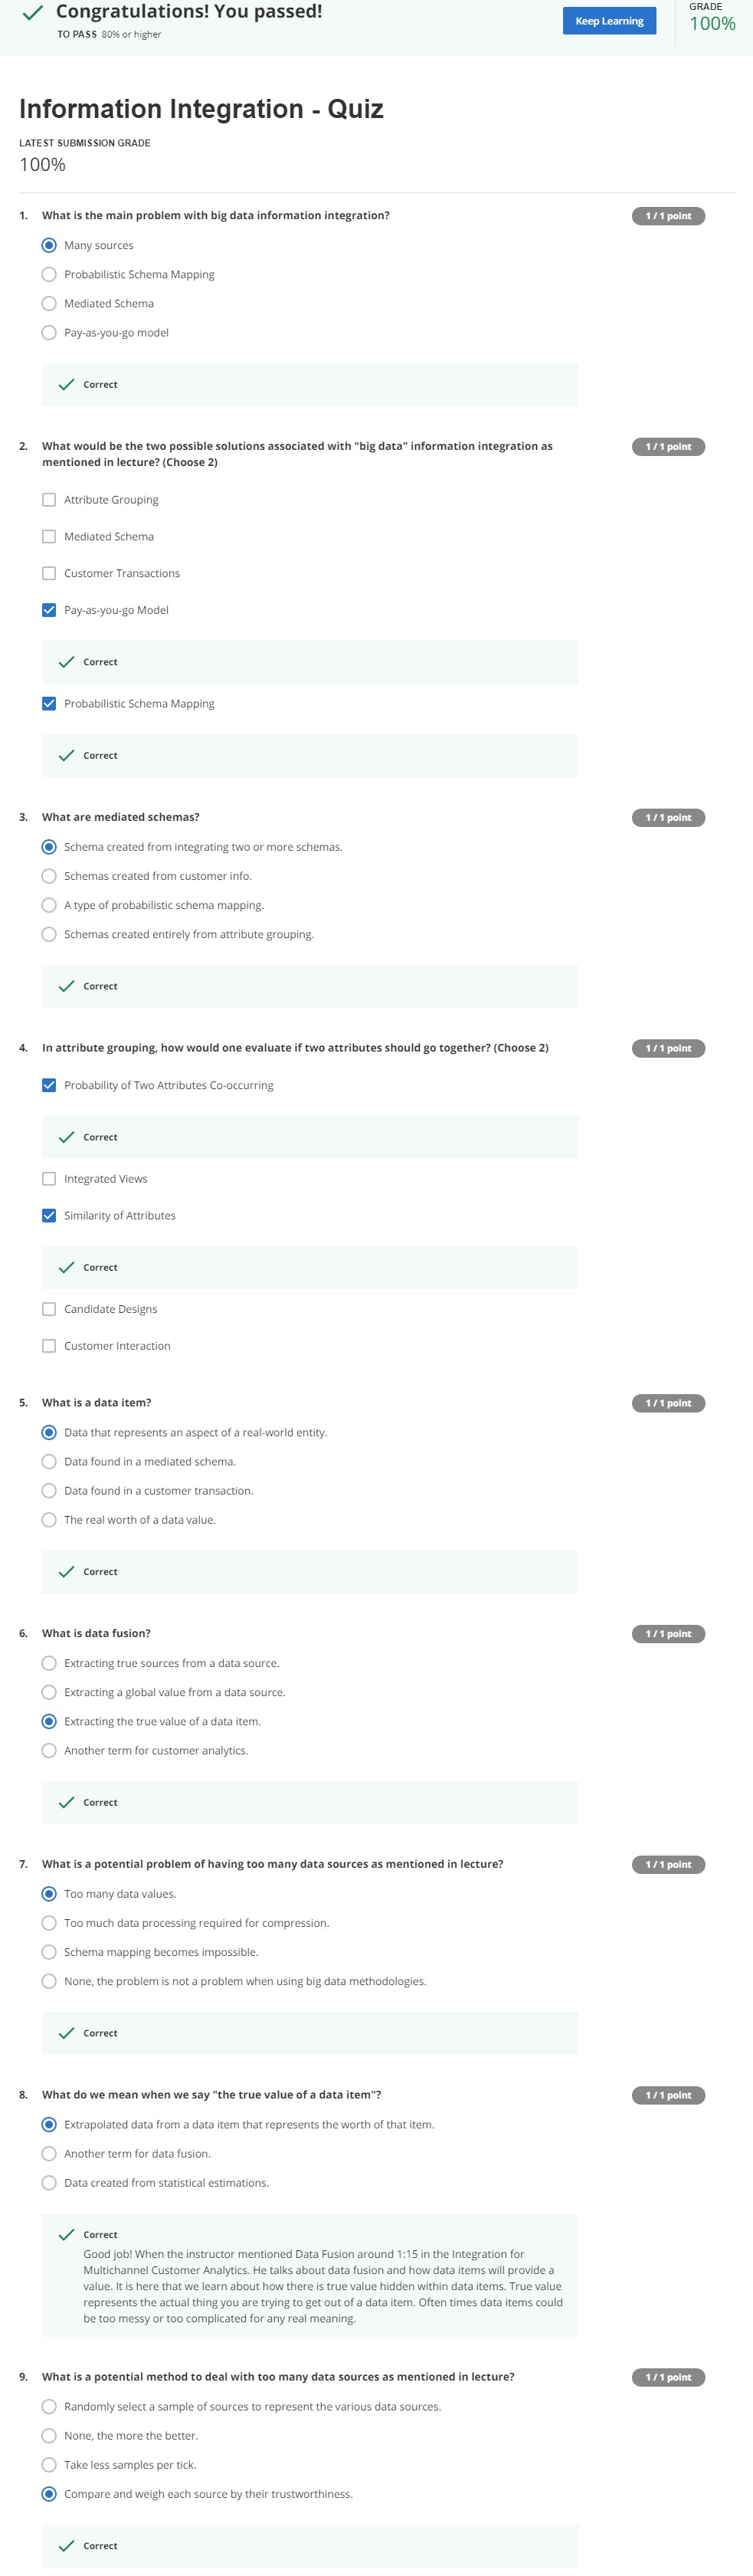 Congratulations! You passed!
TO PASS 80% or higher
Keep Learning
GRADE
100%
Information Integration - Quiz
LATEST SUBMISSION GRADE
100%
1. What is the main problem with big data information integration?
1 / 1 point
Many sources
Probabilistic Schema Mapping
Mediated Schema
Pay-as-you-go model
Correct
2. What would be the two possible solutions associated with "big data" information integration as
mentioned in lecture? (Choose 2)
1 / 1 point
Attribute Grouping
Mediated Schema
Customer Transactions
Pay-as-you-go Model
Correct
Probabilistic Schema Mapping
Correct
3. What are mediated schemas?
1 / 1 point
Schema created from integrating two or more schemas.
Schemas created from customer info.
A type of probabilistic schema mapping.
Schemas created entirely from attribute grouping.
Correct
4. In attribute grouping, how would one evaluate if two attributes should go together? (Choose 2)
1 / 1 point
Probability of Two Attributes Co-occurring
Correct
Integrated Views
Similarity of Attributes
Correct
Candidate Designs
Customer Interaction
5. What is a data item?
1 / 1 point
Data that represents an aspect of a real-world entity.
Data found in a mediated schema.
Data found in a customer transaction.
The real worth of a data value.
Correct
6. What is data fusion?
1 / 1 point
Extracting true sources from a data source.
Extracting a global value from a data source.
Extracting the true value of a data item.
Another term for customer analytics.
Correct
7. What is a potential problem of having too many data sources as mentioned in lecture?
1 / 1 point
Too many data values.
Too much data processing required for compression.
Schema mapping becomes impossible.
None, the problem is not a problem when using big data methodologies.
Correct
8. What do we mean when we say "the true value of a data item"?
1 / 1 point
Extrapolated data from a data item that represents the worth of that item.
Another term for data fusion.
Data created from statistical estimations.
Correct
Good job! When the instructor mentioned Data Fusion around 1:15 in the Integration for
Multichannel Customer Analytics. He talks about data fusion and how data items will provide a
value. It is here that we learn about how there is true value hidden within data items. True value
represents the actual thing you are trying to get out of a data item. Often times data items could
be too messy or too complicated for any real meaning.
9. What is a potential method to deal with too many data sources as mentioned in lecture?
1 / 1 point
Randomly select a sample of sources to represent the various data sources.
None, the more the better.
Take less samples per tick.
Compare and weigh each source by their trustworthiness.
Correct